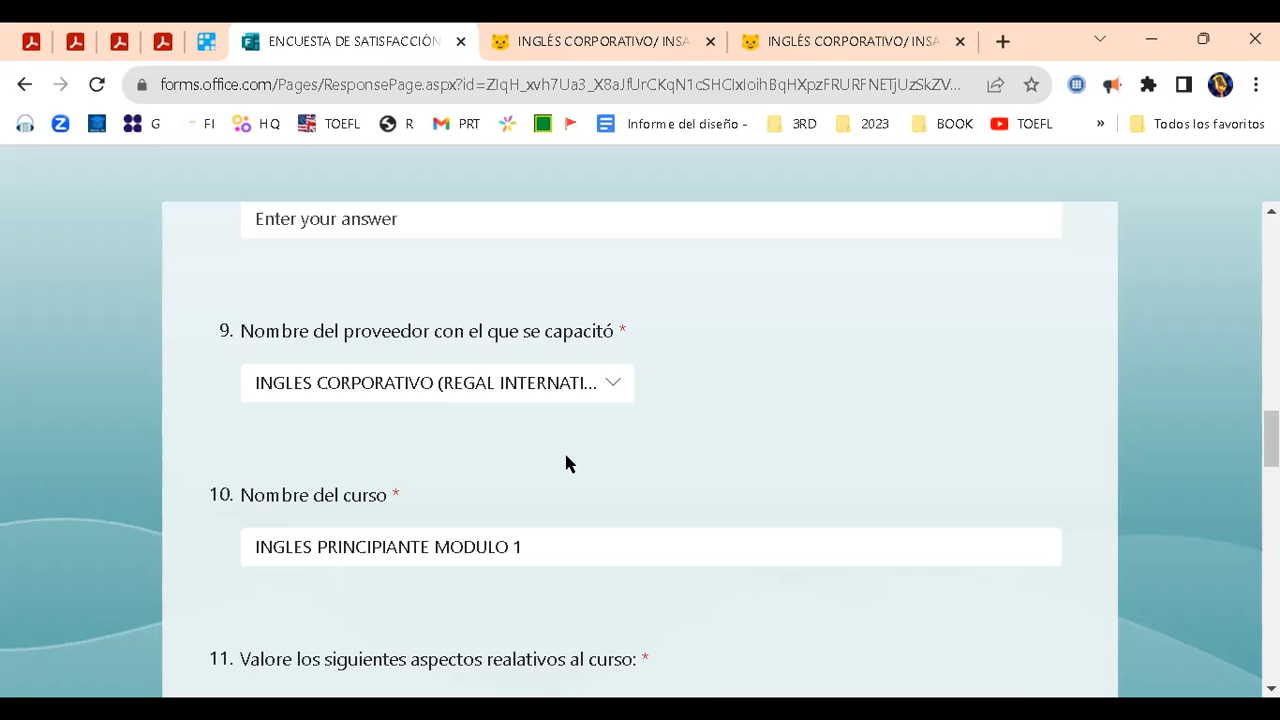 ENCUESTA DE SATISFACCIÓN
INGLÉS CORPORATIVO/ INSA
INGLÉS CORPORATIVO/ INSA
forms.office.com/Pages/ResponsePage.aspx?id=ZIqH_xvh7Ua3_X8aJfUrCKqN1cSHCIxIoihBqHXpzFRURFNETjUzSkZV...
G FI HQ TOEFL R PRT Informe del diseño - 3RD 2023 BOOK TOEFL » Todos los favoritos
Enter your answer
9. Nombre del proveedor con el que se capacitó *
INGLES CORPORATIVO (REGAL INTERNATI...
10. Nombre del curso *
INGLES PRINCIPIANTE MODULO 1
11. Valore los siguientes aspectos realativos al curso: *